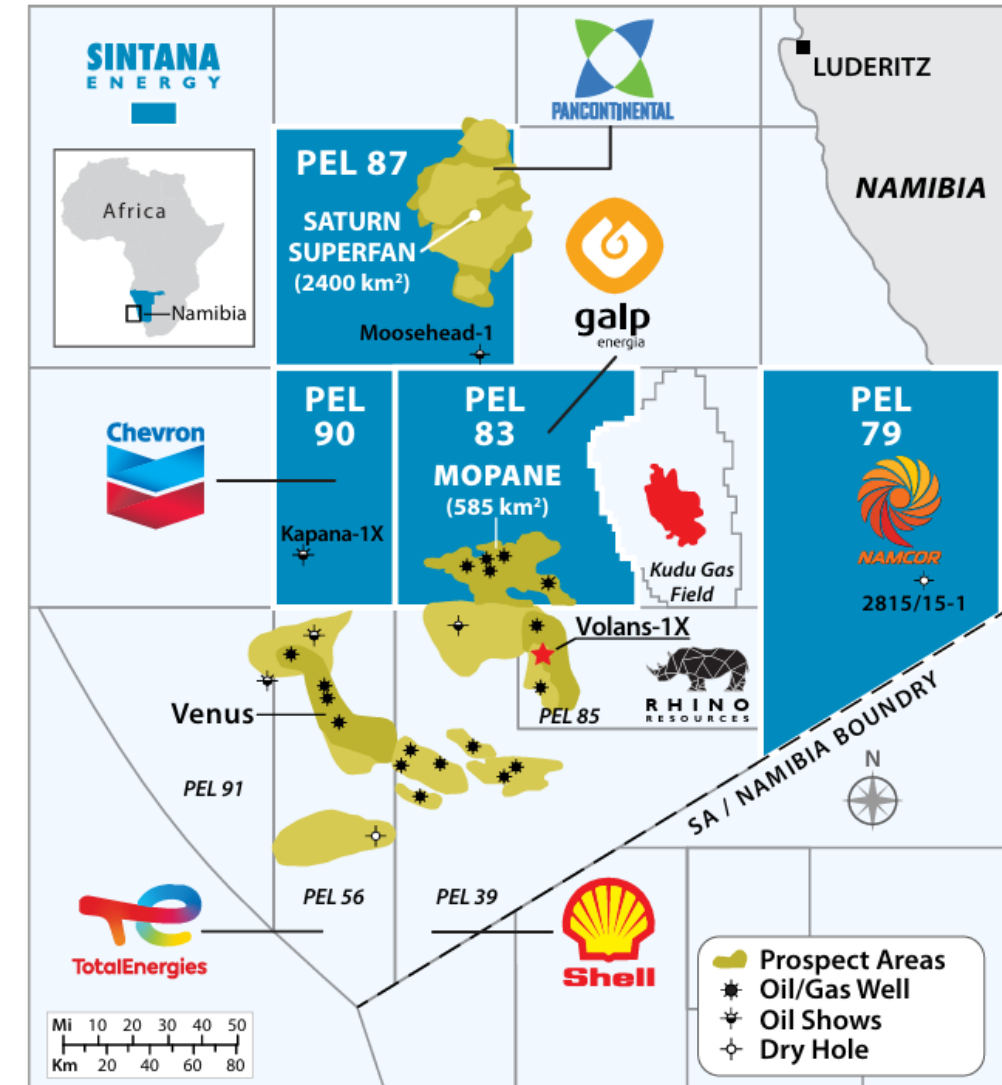 SINTANA
ENERGY
PANCONTINENTAL
LUDERITZ
NAMIBIA
Africa
Namibia
PEL 87
SATURN
SUPERFAN
(2400 km²)
Moosehead-1
galp
energia
Chevron
PEL
90
Kapana-1X
PEL
83
MOPANE
(585 km²)
Kudu Gas
Field
PEL
79
NAMCOR
2815/15-1
Volans-1X
RHINO
RESOURCES
PEL 85
Venus
PEL 91
SA / NAMIBIA BOUNDRY
N
PEL 56
PEL 39
TotalEnergies
Shell
Mi 10 20 30 40 50
Km 20 40 60 80
Prospect Areas
Oil/Gas Well
Oil Shows
Dry Hole